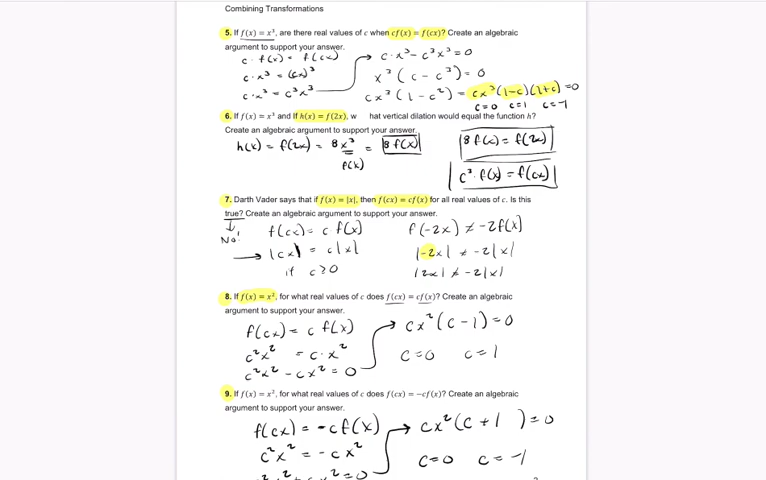 Combining Transformations
5. If f(x) = x³, are there real values of c when cf(x) = f(cx)? Create an algebraic
argument to support your answer.
c · f(x) = f(cx)
c · x³ = (cx)³
c · x³ = c³x³
c · x³ - c³x³ = 0
x³(c - c³) = 0
cx³(1 - c²) = cx³(1-c)(1+c) = 0
c=0 c=1 c=-1
6. If f(x) = x³ and If h(x) = f(2x), w hat vertical dilation would equal the function h?
Create an algebraic argument to support your answer.
h(x) = f(2x) = 8x³ = 8f(x)
f(x)
8f(x) = f(2x)
c³ · f(x) = f(cx)
7. Darth Vader says that if f(x) = |x|, then f(cx) = cf(x) for all real values of c. Is this
true? Create an algebraic argument to support your answer.
No!
f(cx) = c f(x)
|cx| = c|x|
if c≥0
f(-2x) ≠ -2f(x)
|-2x| ≠ -2|x|
|2x| ≠ -2|x|
8. If f(x) = x², for what real values of c does f(cx) = cf(x)? Create an algebraic
argument to support your answer.
f(cx) = c f(x)
c²x² = c · x²
c²x² - cx² = 0
cx²(c - 1) = 0
c=0 c=1
9. If f(x) = x², for what real values of c does f(cx) = -cf(x)? Create an algebraic
argument to support your answer.
f(cx) = -cf(x)
c²x² = -cx²
cx²(c + 1 ) = 0
c=0 c=-1